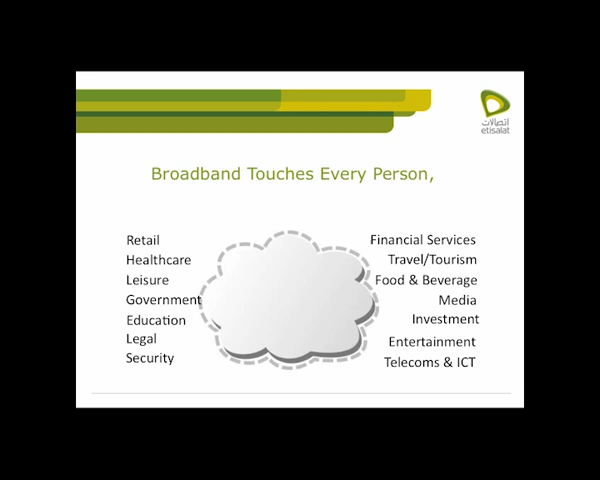 اتصالات
etisalat
Broadband Touches Every Person,
Retail
Healthcare
Leisure
Government
Education
Legal
Security
Financial Services
Travel/Tourism
Food & Beverage
Media
Investment
Entertainment
Telecoms & ICT